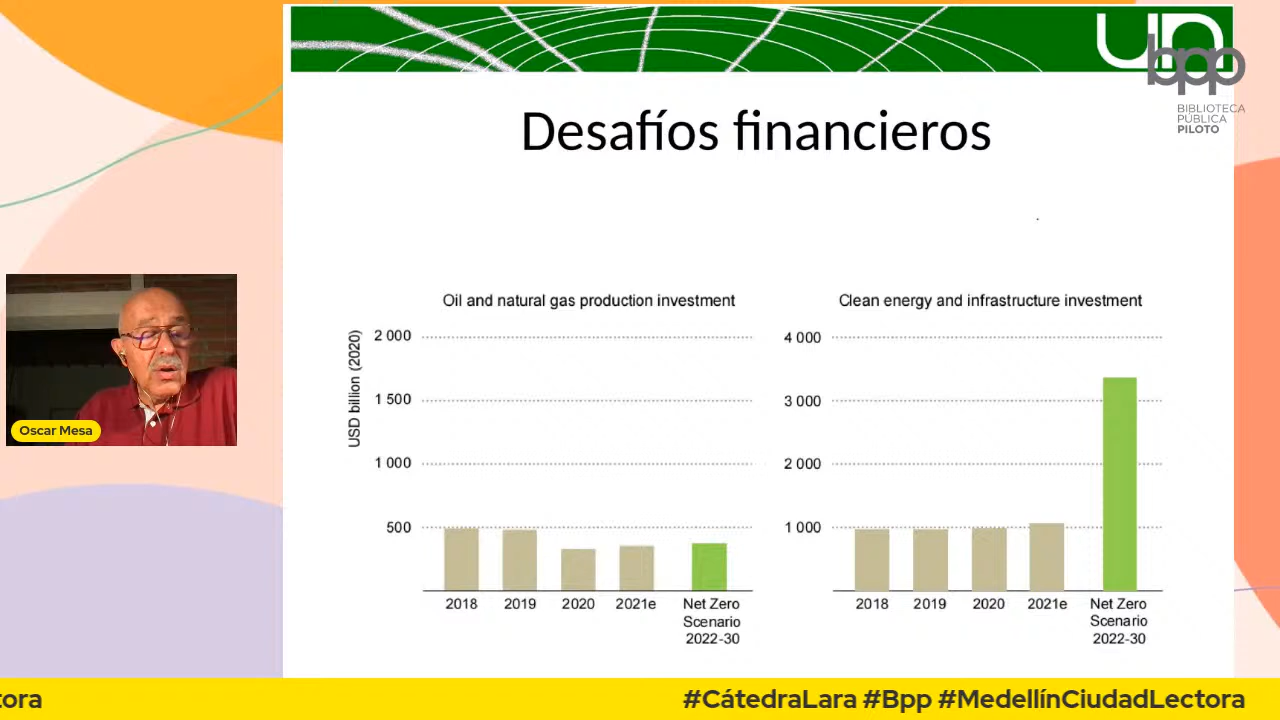 un
bpp
BIBLIOTECA
PÚBLICA
PILOTO
Desafíos financieros
Oil and natural gas production investment
USD billion (2020)
2 000
1 500
1 000
500
2018 2019 2020 2021e Net Zero
Scenario
2022-30
Clean energy and infrastructure investment
4 000
3 000
2 000
1 000
2018 2019 2020 2021e Net Zero
Scenario
2022-30
Oscar Mesa
tora #CátedraLara #Bpp #MedellínCiudadLectora